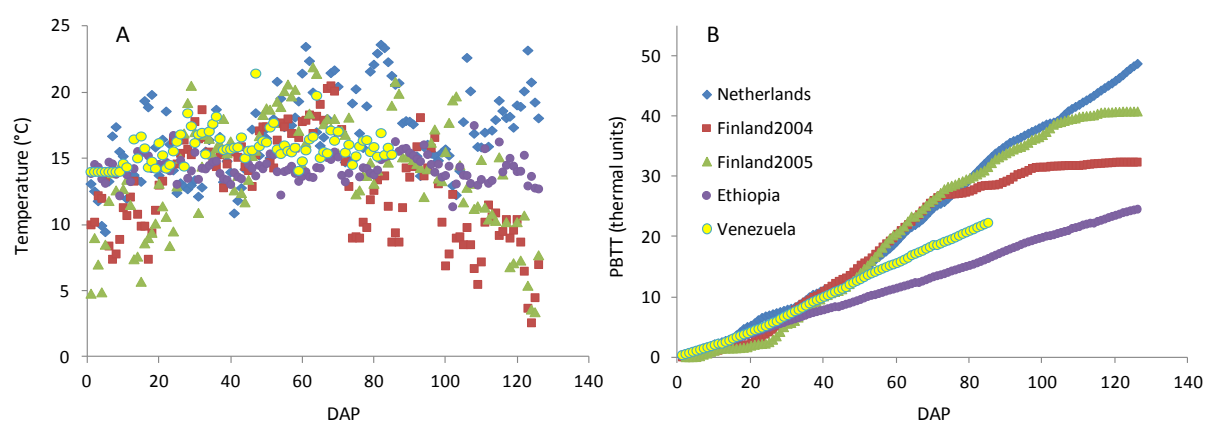 A
Temperature (°C)
25
20
15
10
5
0
0 20 40 60 80 100 120 140
DAP
B
PBTT (thermal units)
50
40
30
20
10
0
Netherlands
Finland2004
Finland2005
Ethiopia
Venezuela
0 20 40 60 80 100 120 140
DAP